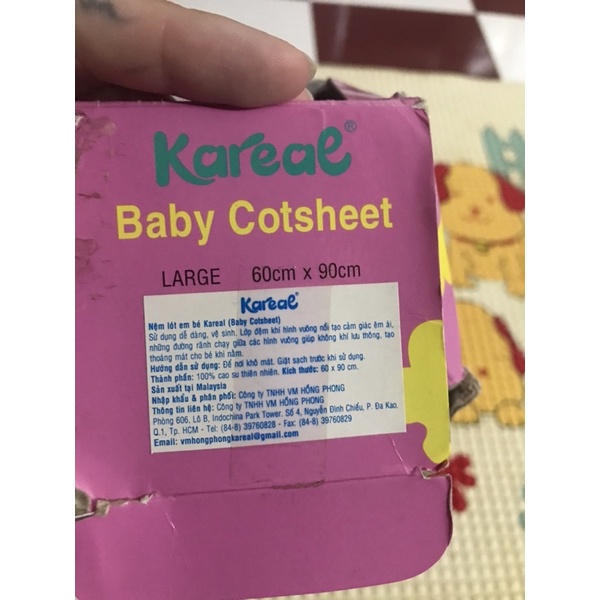 Kareal®
Baby Cotsheet
LARGE 60cm x 90cm
Kareal®
Nệm lót em bé Kareal (Baby Cotsheet)
Sử dụng dễ dàng, vệ sinh. Lớp đệm khí hình vuông nổi tạo cảm giác êm ái,
những đường rãnh chạy giữa các hình vuông giúp không khí lưu thông, tạo
thoáng mát cho bé khi nằm.
Hướng dẫn sử dụng: Để nơi khô mát. Giặt sạch trước khi sử dụng.
Thành phần: 100% cao su thiên nhiên. Kích thước: 60 x 90 cm.
Sản xuất tại Malaysia
Nhập khẩu & phân phối: Công ty TNHH VM HỒNG PHONG
Thông tin liên hệ: Công ty TNHH VM HỒNG PHONG
Phòng 606, Lô B, Indochina Park Tower. Số 4, Nguyễn Đình Chiểu, P. Đa Kao.
Q.1, Tp. HCM - Tel: (84-8) 39760828 - Fax: (84-8) 39760829
Email: vmhongphongkareal@gmail.com